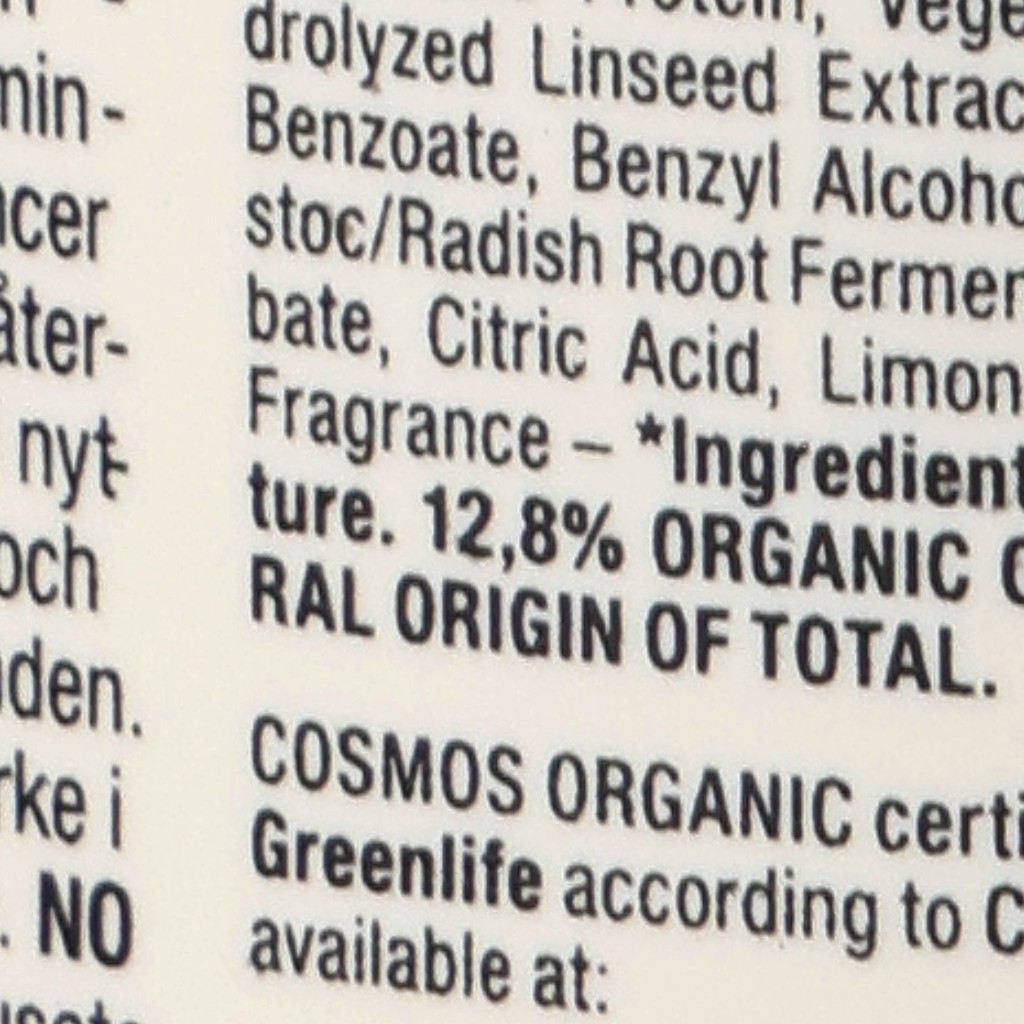 min-
åter-
nyt-
och
rke i
NO
drolyzed Linseed Extrac
Benzoate, Benzyl Alcoho
stoc/Radish Root Fermen
bate, Citric Acid, Limon
Fragrance – *Ingredient
ture. 12,8% ORGANIC
RAL ORIGIN OF TOTAL.
COSMOS ORGANIC certi
Greenlife according to C
available at: